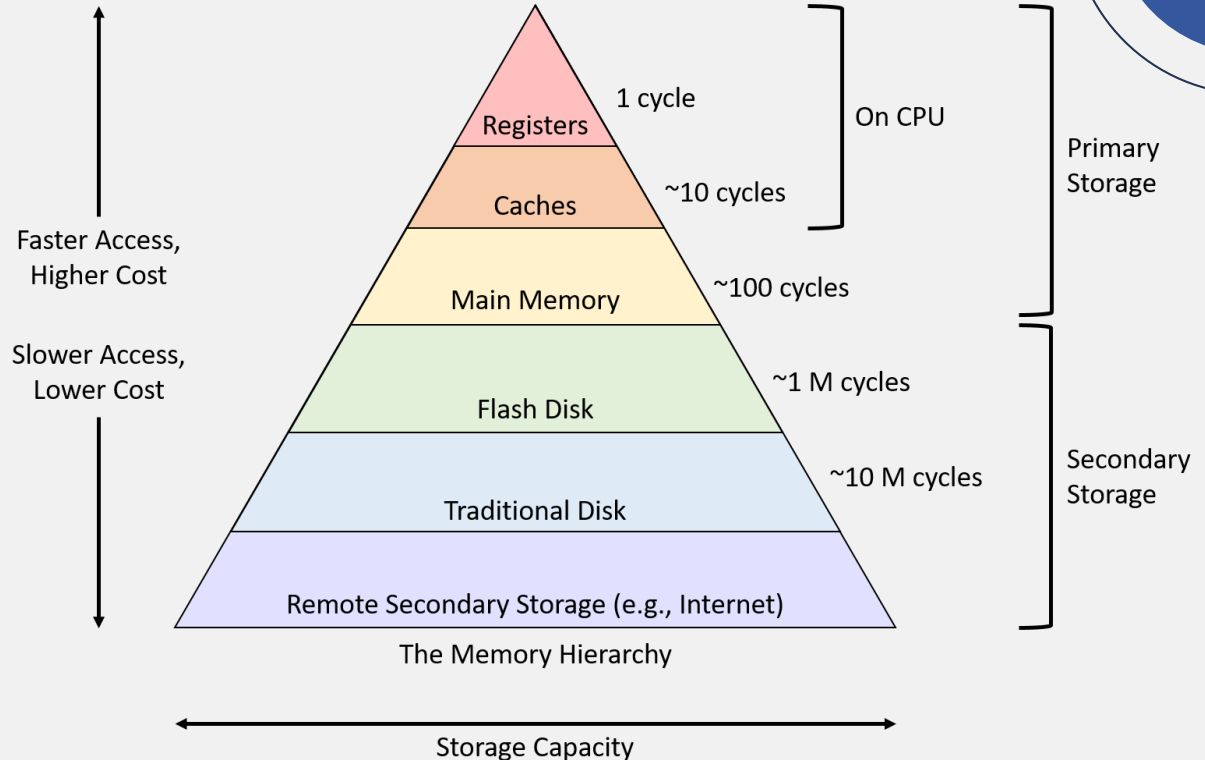 1 cycle
Registers
On CPU
Primary
Storage
~10 cycles
Caches
Faster Access,
Higher Cost
~100 cycles
Main Memory
Slower Access,
Lower Cost
~1 M cycles
Flash Disk
~10 M cycles
Secondary
Storage
Traditional Disk
Remote Secondary Storage (e.g., Internet)
The Memory Hierarchy
Storage Capacity